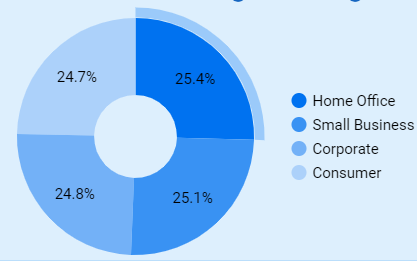 24.7%
25.4%
24.8%
25.1%
Home Office
Small Business
Corporate
Consumer